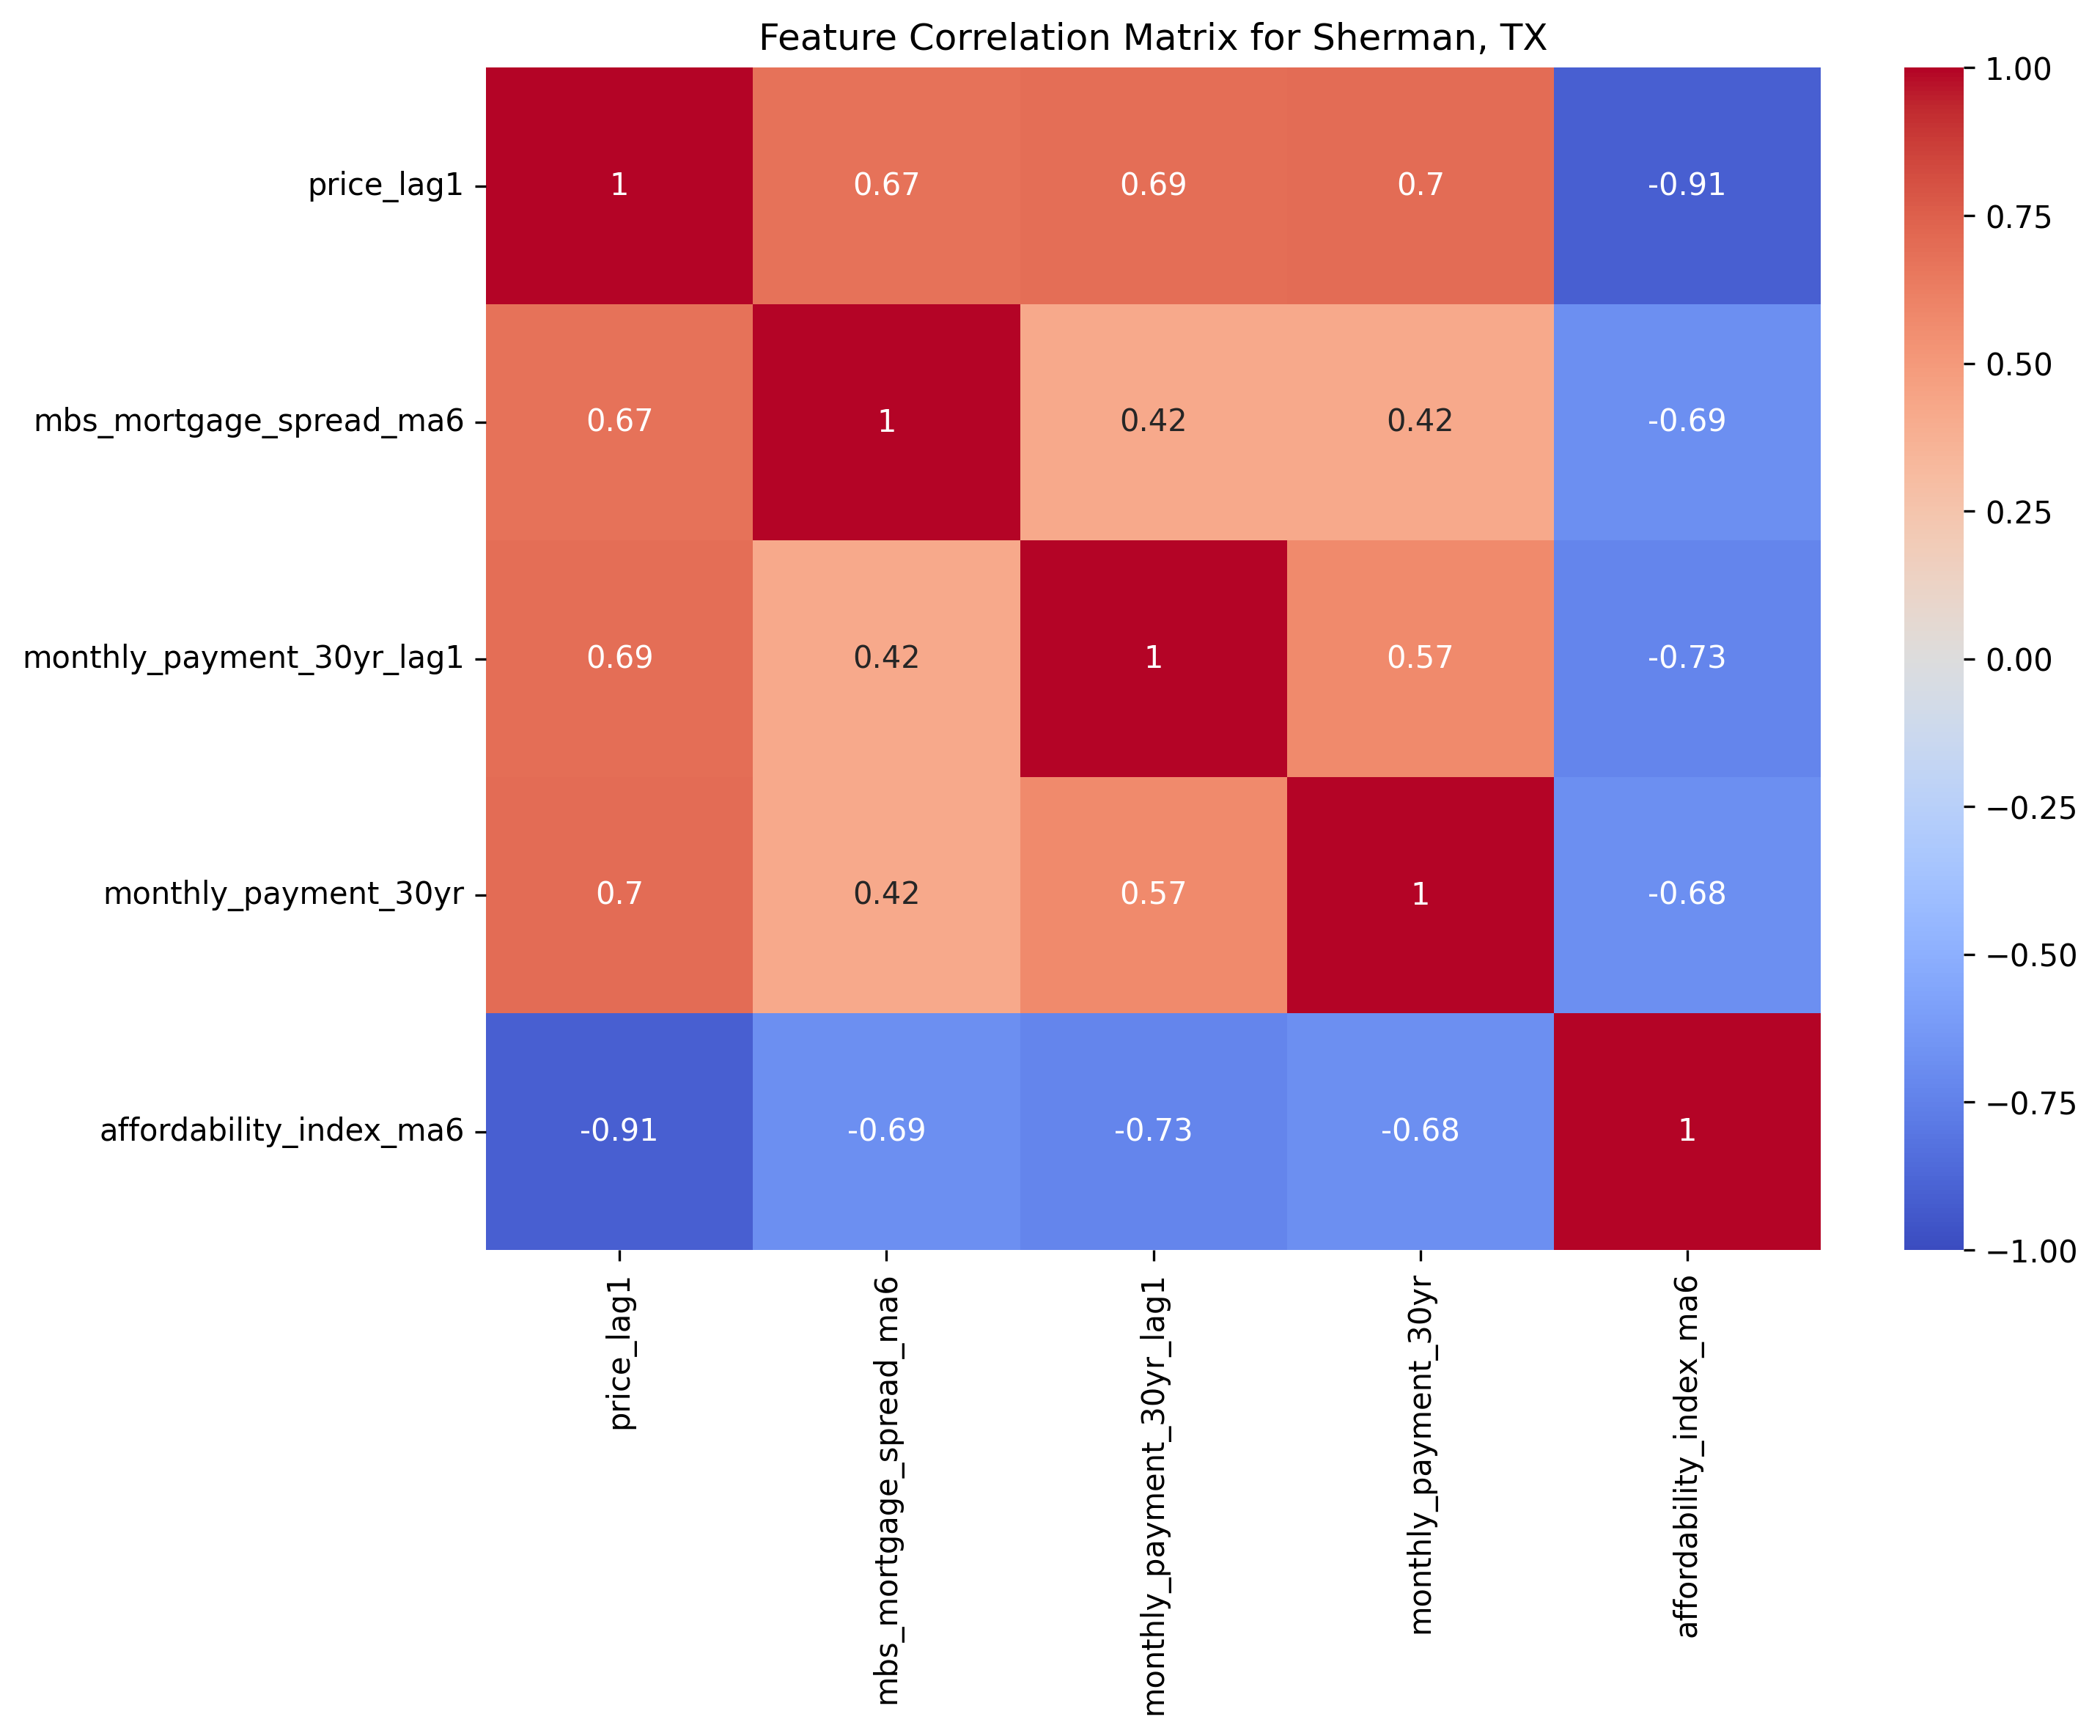 Feature Correlation Matrix for Sherman, TX
price_lag1 1 0.67 0.69 0.7 -0.91
mbs_mortgage_spread_ma6 0.67 1 0.42 0.42 -0.69
monthly_payment_30yr_lag1 0.69 0.42 1 0.57 -0.73
monthly_payment_30yr 0.7 0.42 0.57 1 -0.68
affordability_index_ma6 -0.91 -0.69 -0.73 -0.68 1
price_lag1
mbs_mortgage_spread_ma6
monthly_payment_30yr_lag1
monthly_payment_30yr
affordability_index_ma6
1.00
0.75
0.50
0.25
0.00
−0.25
−0.50
−0.75
−1.00